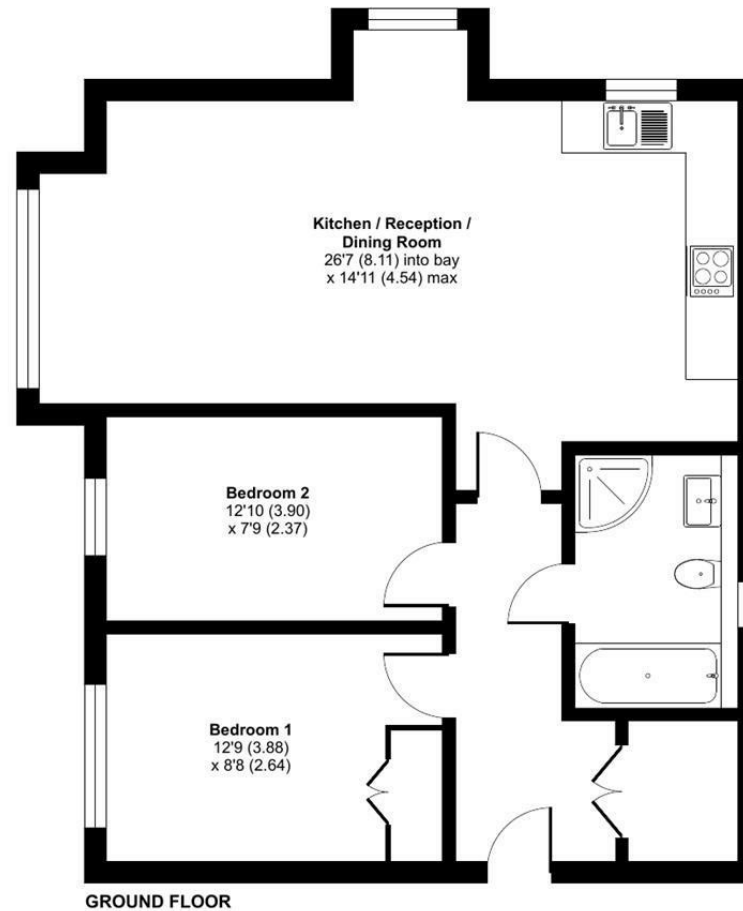 Kitchen / Reception /
Dining Room
26'7 (8.11) into bay
x 14'11 (4.54) max
Bedroom 2
12'10 (3.90)
x 7'9 (2.37)
Bedroom 1
12'9 (3.88)
x 8'8 (2.64)
GROUND FLOOR